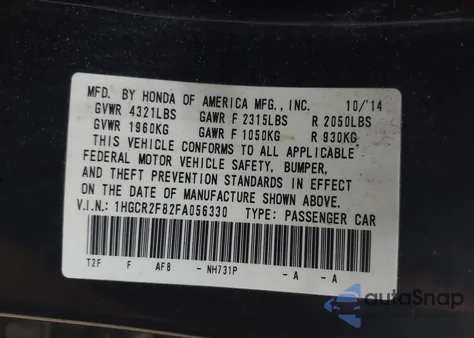 MFD. BY HONDA OF AMERICA MFG., INC. 10/'14
GVWR 4321LBS GAWR F 2315LBS R 2050LBS
GVWR 1960KG GAWR F 1050KG R 930KG
THIS VEHICLE CONFORMS TO ALL APPLICABLE
FEDERAL MOTOR VEHICLE SAFETY, BUMPER,
AND THEFT PREVENTION STANDARDS IN EFFECT
ON THE DATE OF MANUFACTURE SHOWN ABOVE.
V.I.N.: 1HGCR2F82FA056330 TYPE: PASSENGER CAR
T2F F AF8 - NH731P - A - A
autoSnap